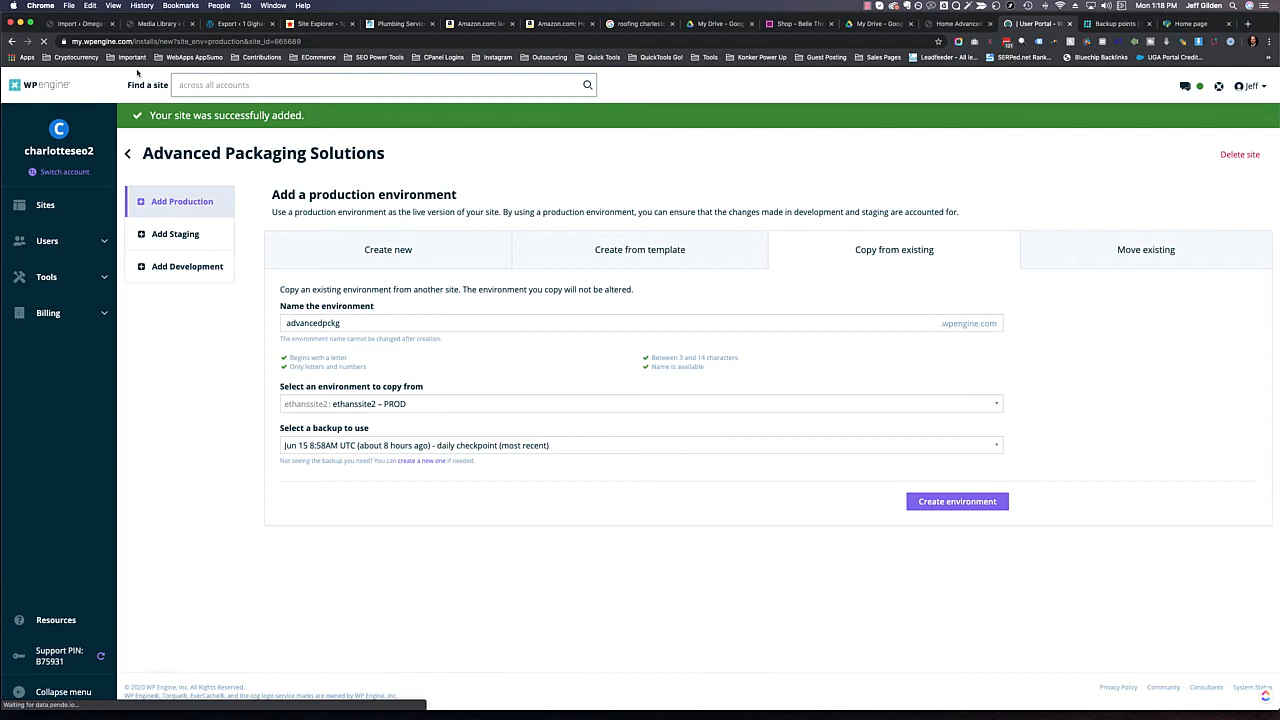 Chrome File Edit View History Bookmarks People Tab Window Help
Mon 1:18 PM Jeff Gilden
Import ‹ Omega Media Library ‹ N Export ‹ 1 Ighal Site Explorer - 1g Plumbing Service Amazon.com: Ian Amazon.com: H roofing charlest My Drive - Goog Shop – Belle Th My Drive – Goog Home Advanced | User Portal - W Backup points | Home page
my.wpengine.com/installs/new?site_env=production&site_id=665689
Apps Cryptocurrency Important WebApps AppSumo Contributions ECommerce SEO Power Tools CPanel Logins Instagram Outsourcing Quick Tools QuickTools Go! Tools Konker Power Up Quality Guest Post Sales Pages Leadfeeder - All le... SERPed.net Rank... Bluechip Backlinks UGA Portal Credit...
WPengine
Find a site
across all accounts
Jeff
Your site was successfully added.
charlotteseo2
Switch account
Sites
Users
Tools
Billing
Resources
Support PIN:
B75931
Collapse menu
Advanced Packaging Solutions
Delete site
Add Production
Add Staging
Add Development
Add a production environment
Use a production environment as the live version of your site. By using a production environment, you can ensure that the changes made in development and staging are accounted for.
Create new Create from template Copy from existing Move existing
Copy an existing environment from another site. The environment you copy will not be altered.
Name the environment
advancedpckg .wpengine.com
The environment name cannot be changed after creation.
Begins with a letter Between 3 and 14 characters
Only letters and numbers Name is available
Select an environment to copy from
ethanssite2: ethanssite2 – PROD
Select a backup to use
Jun 15 8:58AM UTC (about 8 hours ago) - daily checkpoint (most recent)
Not seeing the backup you need? You can create a new one if needed.
Create environment
© 2020 WP Engine, Inc. All Rights Reserved.
WP Engine®, Torque®, EverCache®, and the cog logo service marks are owned by WP Engine, Inc.
Privacy Policy Community Consultants System Status
Waiting for data.pendo.io...